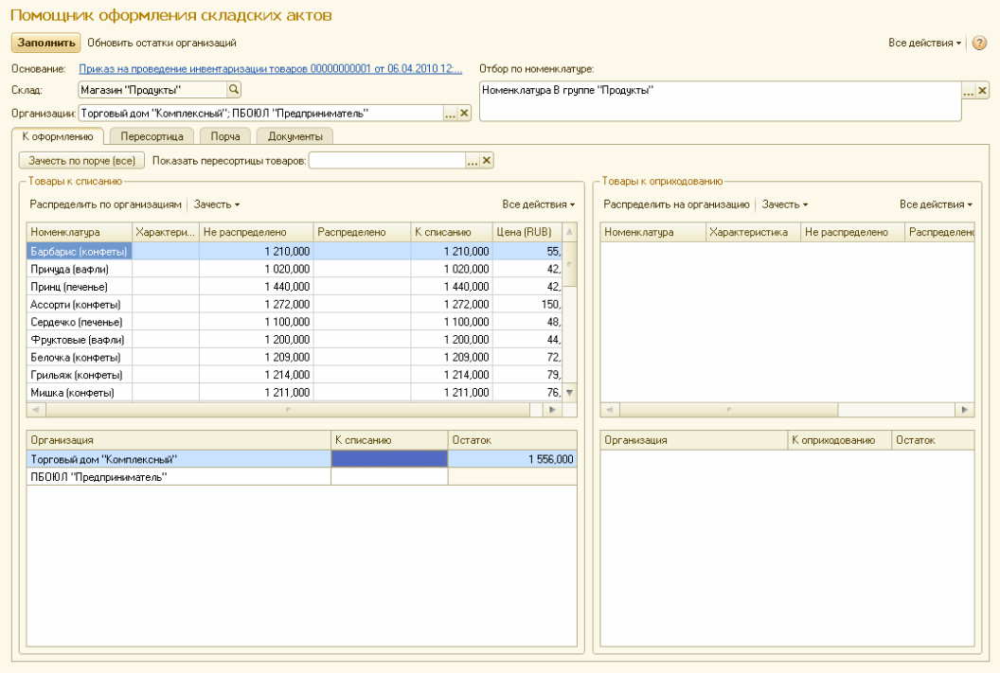 Помощник оформления складских актов
Заполнить Обновить остатки организаций Все действия ?
Основание: Приказ на проведение инвентаризации товаров 00000000001 от 06.04.2010 12:... Отбор по номенклатуре:
Склад: Магазин "Продукты" Номенклатура В группе "Продукты" ...
Организации: Торговый дом "Комплексный"; ПБОЮЛ "Предприниматель" ...
К оформлению Пересортица Порча Документы
Зачесть по порче (все) Показать пересортицы товаров: ...
Товары к списанию Товары к оприходованию
Распределить по организациям Зачесть Все действия Распределить на организацию Зачесть Все действия
Номенклатура Характери... Не распределено Распределено К списанию Цена (RUB) Номенклатура Характеристика Не распределено Распределено
Барбарис (конфеты) 1 210,000 1 210,000 55,
Причуда (вафли) 1 020,000 1 020,000 42,
Принц (печенье) 1 440,000 1 440,000 42,
Ассорти (конфеты) 1 272,000 1 272,000 150,
Сердечко (печенье) 1 100,000 1 100,000 48,
Фруктовые (вафли) 1 200,000 1 200,000 44,
Белочка (конфеты) 1 209,000 1 209,000 72,
Грильяж (конфеты) 1 214,000 1 214,000 79,
Мишка (конфеты) 1 211,000 1 211,000 76,
Организация К списанию Остаток Организация К оприходованию Остаток
Торговый дом "Комплексный" 1 556,000
ПБОЮЛ "Предприниматель"